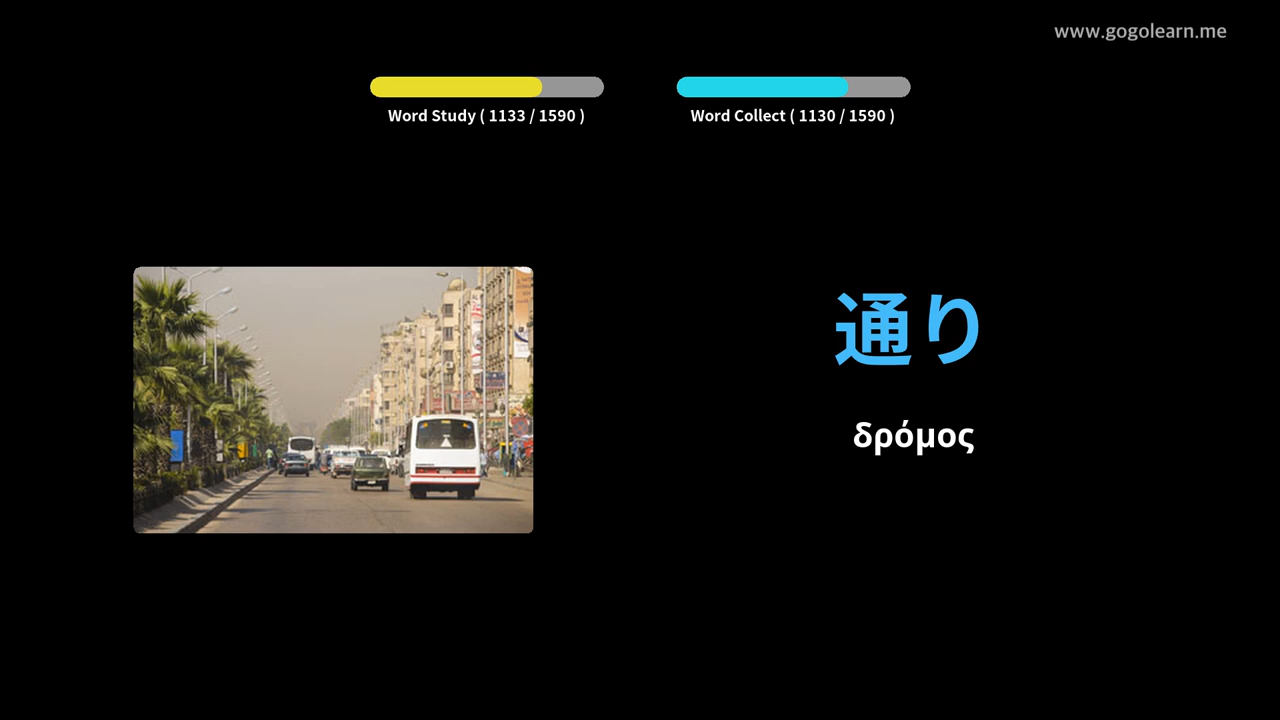 www.gogolearn.me
Word Study ( 1133 / 1590 )
Word Collect ( 1130 / 1590 )
通り
δρόμος